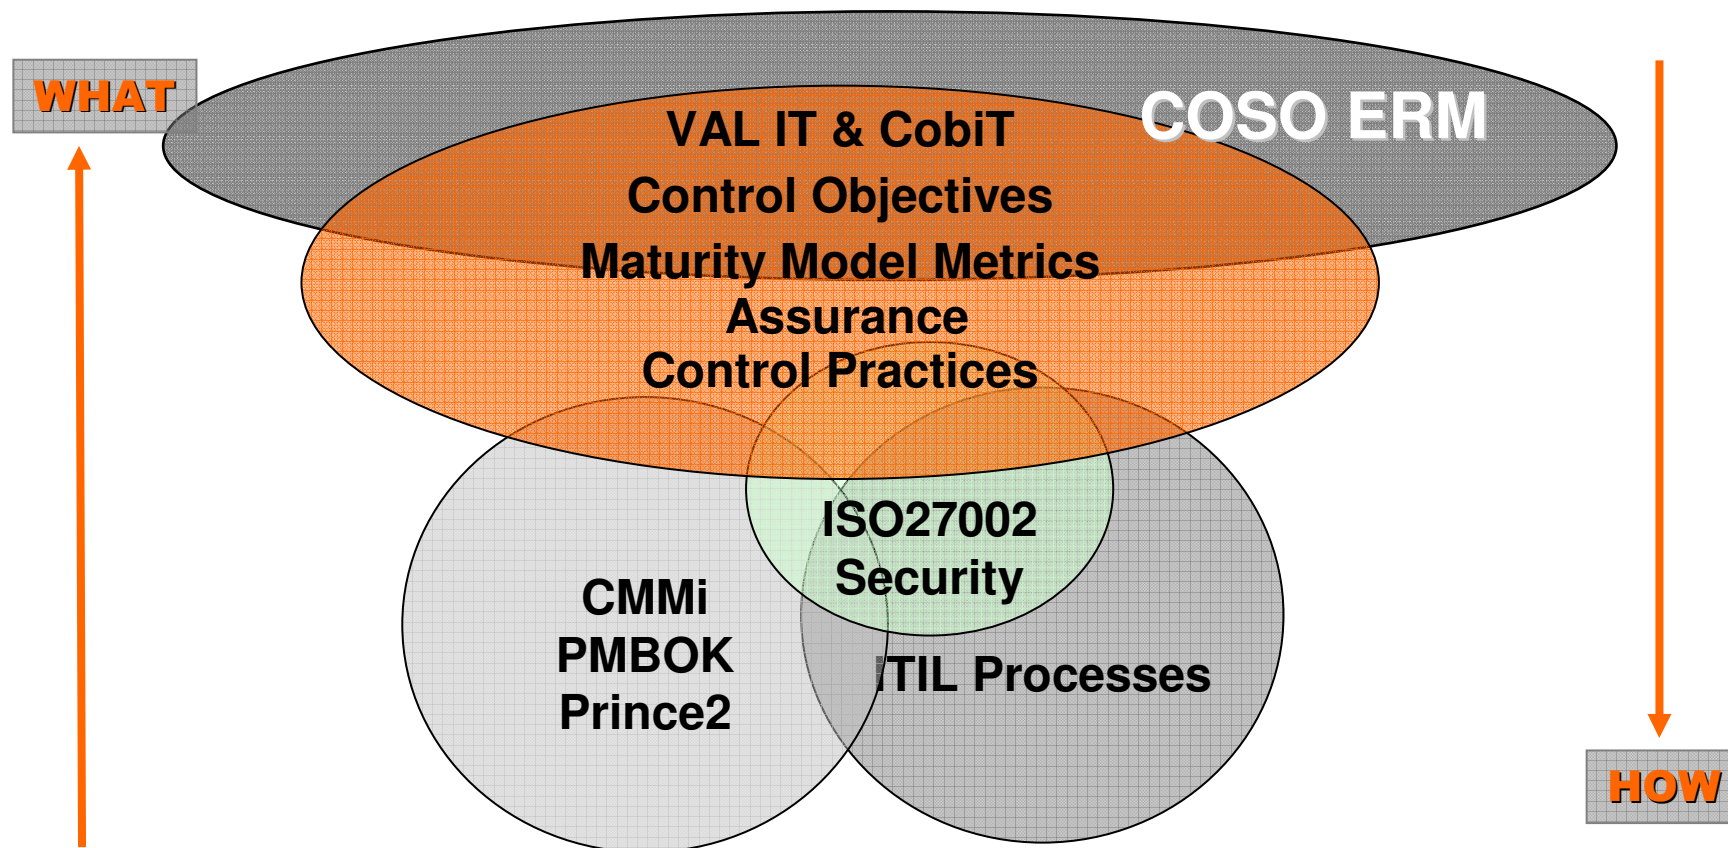 WHAT
COSO ERM
VAL IT & CobiT
Control Objectives
Maturity Model Metrics
Assurance
Control Practices
ISO27002
Security
CMMi
PMBOK
Prince2
ITIL Processes
HOW